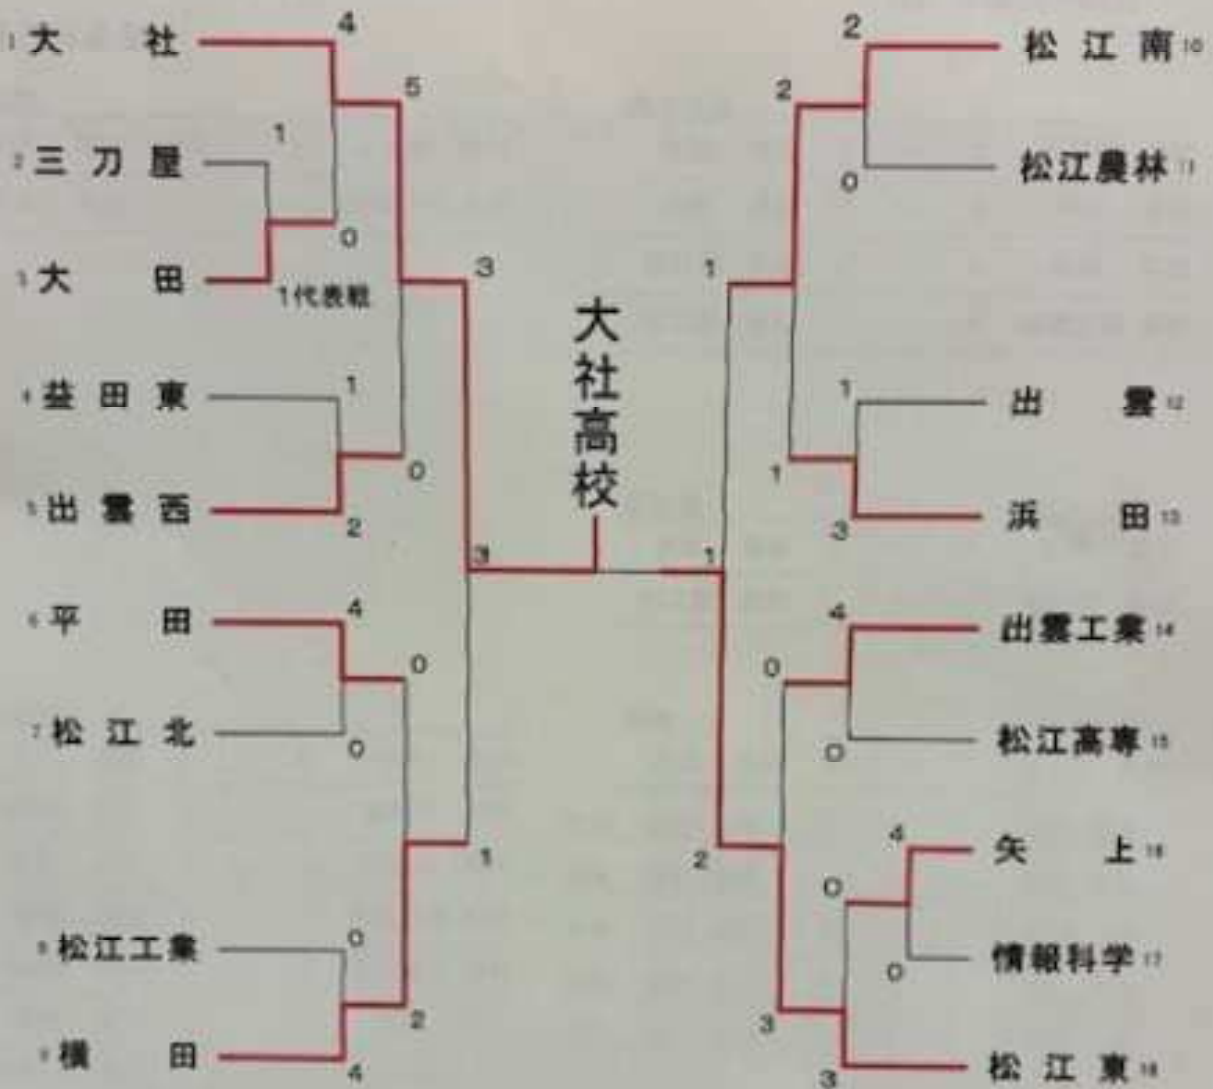 4
2
1 大社
松江南 10
5
2
1
2 三刀屋
松江農林 11
0
0
3
1
3 大田
1代表戦
大社高校
1
1
4 益田東
出雲 12
0
1
5 出雲西
浜田 13
2
3
3
1
4
4
6 平田
出雲工業 14
0
0
7 松江北
松江高専 15
0
0
4
1
2
矢上 16
0
0
8 松江工業
情報科学 17
0
2
3
9 横田
松江東 18
4
3